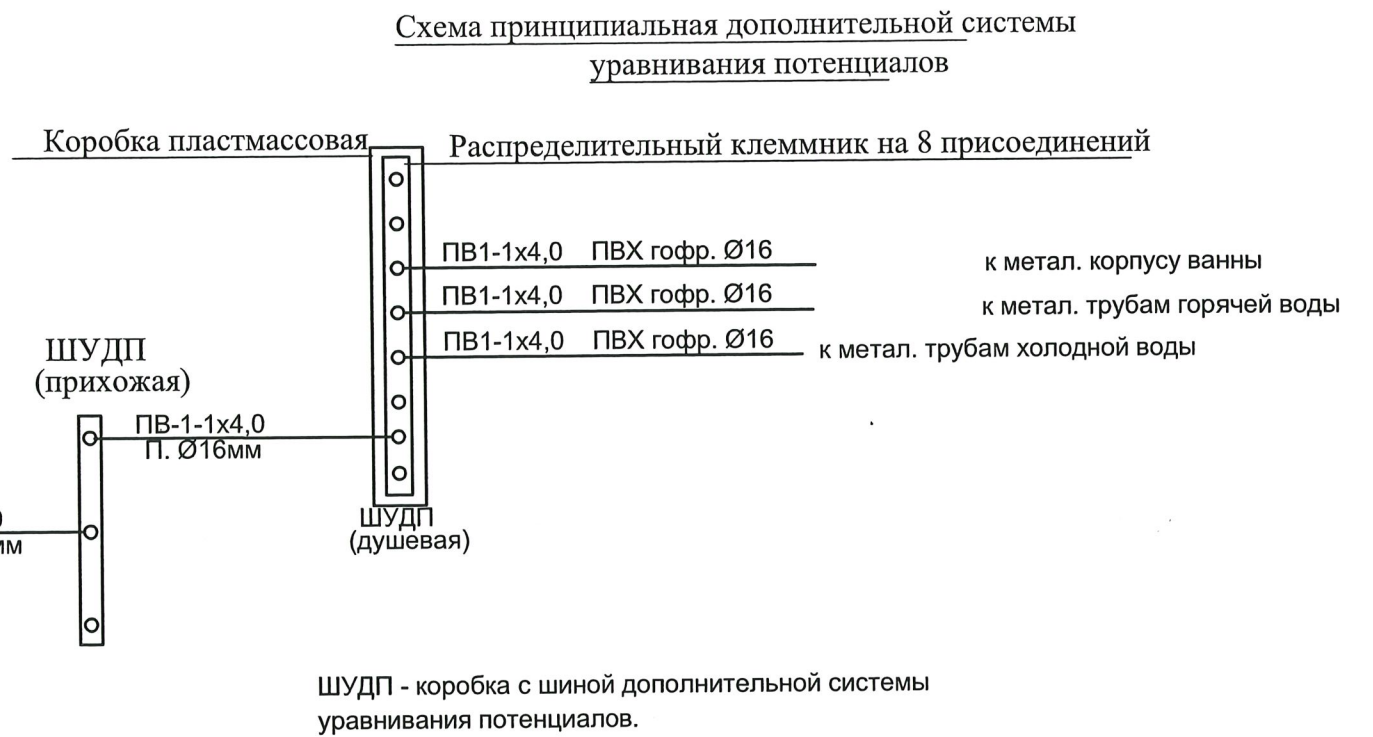 Схема принципиальная дополнительной системы
уравнивания потенциалов
Коробка пластмассовая
Распределительный клеммник на 8 присоединений
ПВ1-1х4,0 ПВХ гофр. Ø16
к метал. корпусу ванны
ПВ1-1х4,0 ПВХ гофр. Ø16
к метал. трубам горячей воды
ПВ1-1х4,0 ПВХ гофр. Ø16
к метал. трубам холодной воды
ШУДП
(прихожая)
ПВ-1-1х4,0
П. Ø16мм
ШУДП
(душевая)
ШУДП - коробка с шиной дополнительной системы
уравнивания потенциалов.